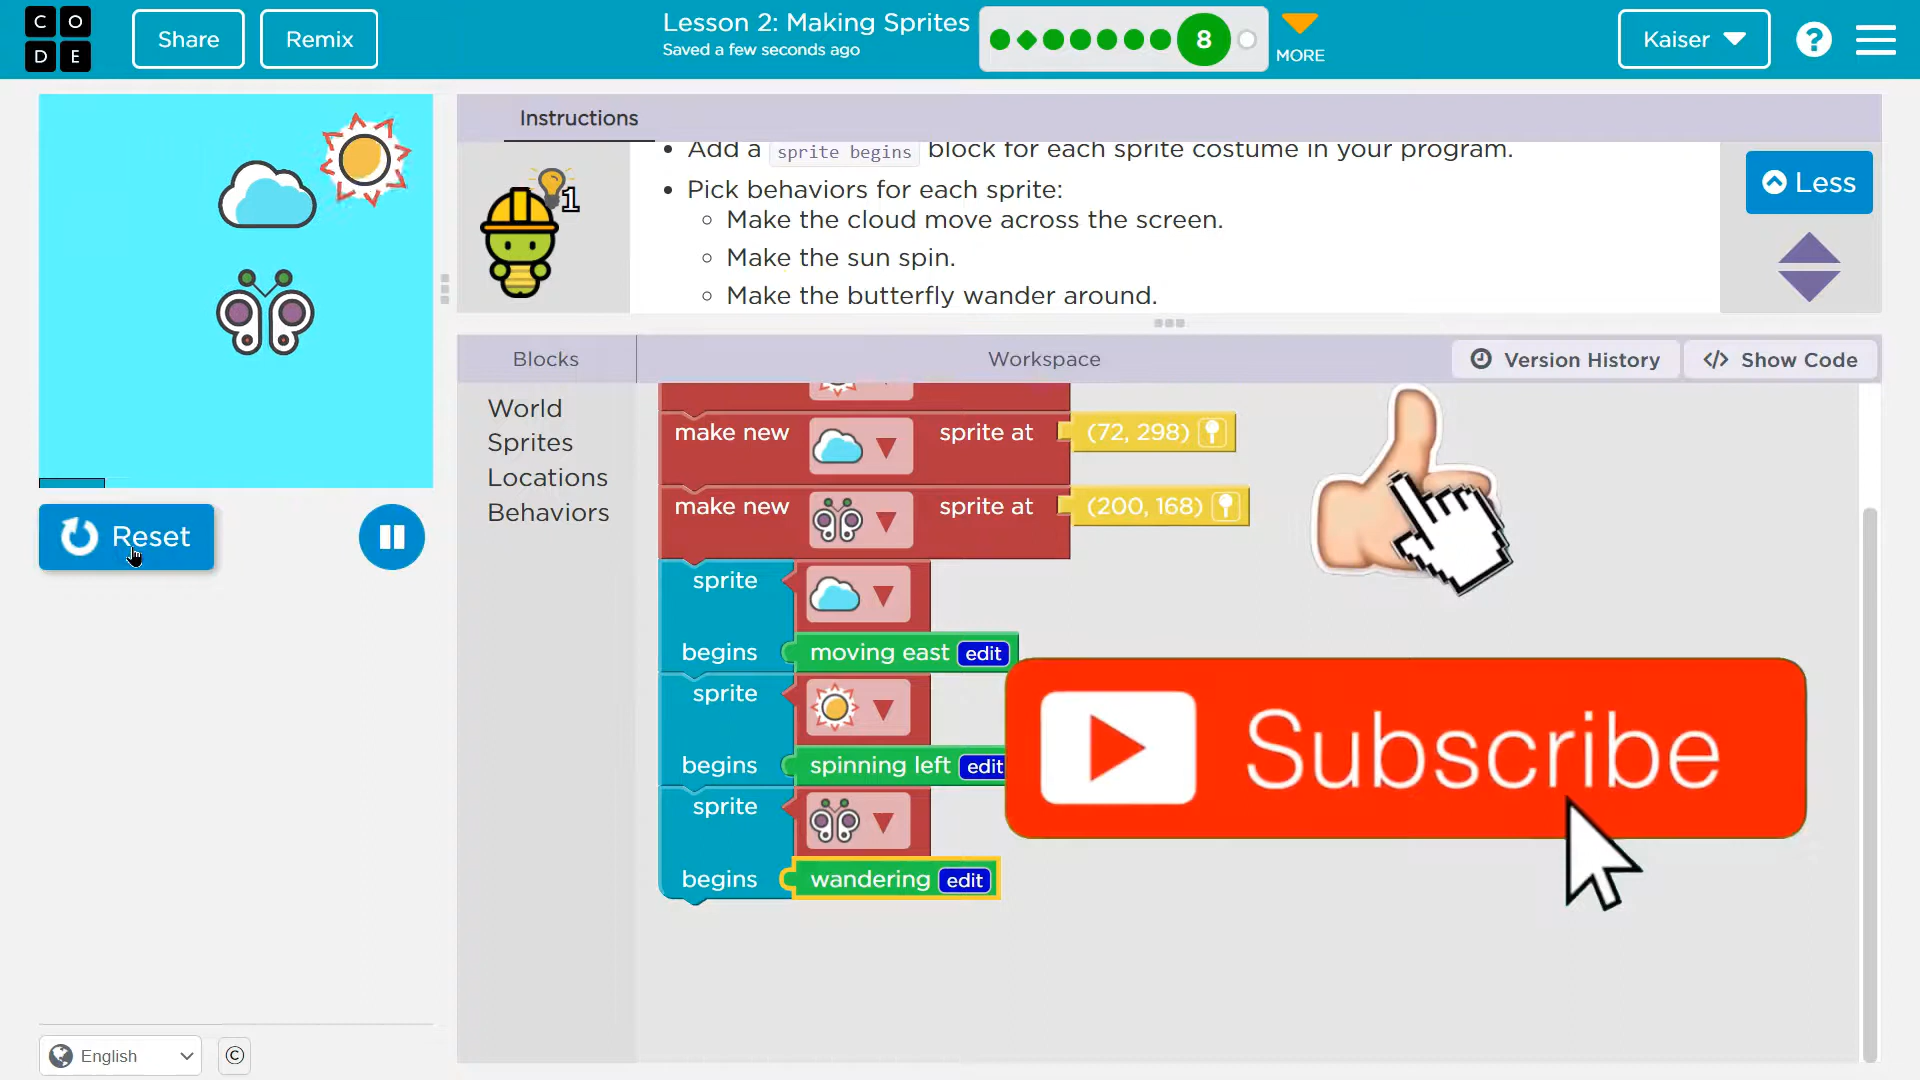 C O
D E
Share
Remix
Lesson 2: Making Sprites
Saved a few seconds ago
8
MORE
Kaiser
?
Instructions
Add a sprite begins block for each sprite costume in your program.
Pick behaviors for each sprite:
Make the cloud move across the screen.
Make the sun spin.
Make the butterfly wander around.
1
Less
Blocks
Workspace
Version History
</> Show Code
World
Sprites
Locations
Behaviors
make new sprite at (72, 298)
make new sprite at (200, 168)
sprite
begins moving east edit
sprite
begins spinning left edit
sprite
begins wandering edit
Reset
Subscribe
English
©